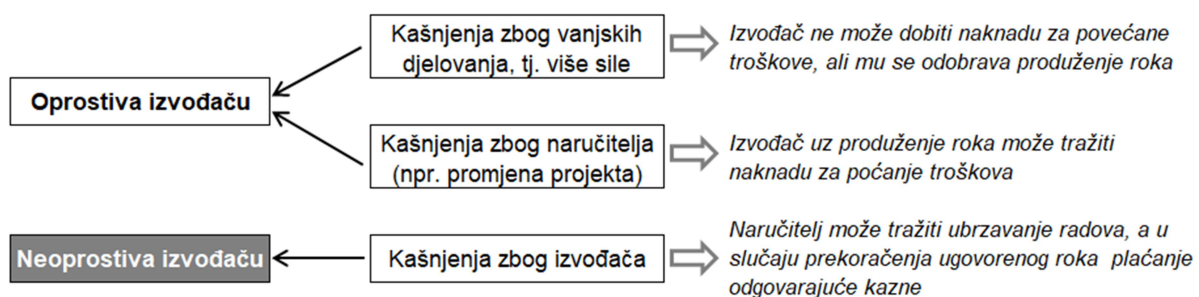 Oprostiva izvođaču
Kašnjenja zbog vanjskih
djelovanja, tj. više sile
Izvođač ne može dobiti naknadu za povećane
troškove, ali mu se odobrava produženje roka
Kašnjenja zbog naručitelja
(npr. promjena projekta)
Izvođač uz produženje roka može tražiti
naknadu za poćanje troškova
Neoprostiva izvođaču
Kašnjenja zbog izvođača
Naručitelj može tražiti ubrzavanje radova, a u
slučaju prekoračenja ugovorenog roka plaćanje
odgovarajuće kazne